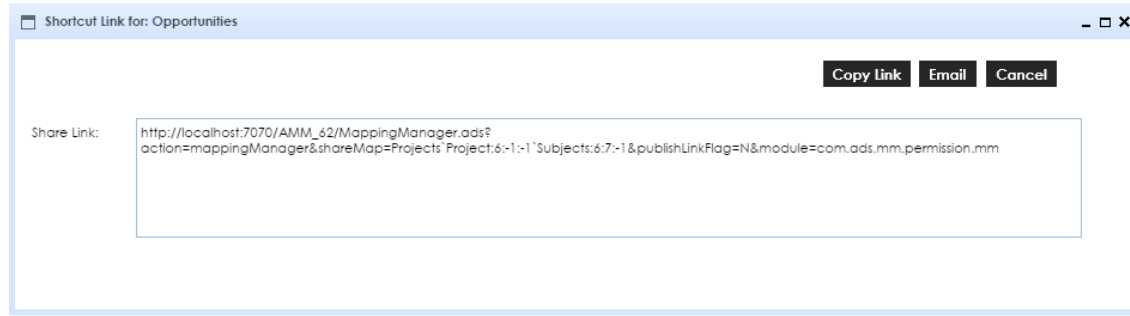 Shortcut Link for: Opportunities
Copy Link Email Cancel
Share Link:
http://localhost:7070/AMM_62/MappingManager.ads?
action=mappingManager&shareMap=Projects`Project:6:-1:-1`Subjects:6:7:-1&publishLinkFlag=N&module=com.ads.mm.permission.mm